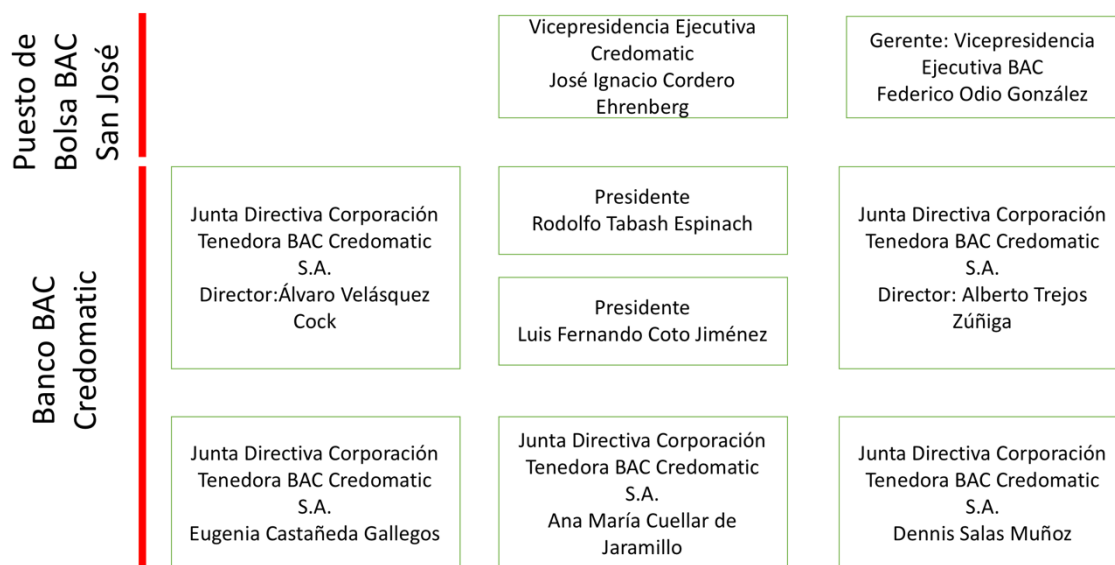 Puesto de
Bolsa BAC
San José
Vicepresidencia Ejecutiva
Credomatic
José Ignacio Cordero
Ehrenberg
Gerente: Vicepresidencia
Ejecutiva BAC
Federico Odio González
Banco BAC
Credomatic
Junta Directiva Corporación
Tenedora BAC Credomatic
S.A.
Director:Álvaro Velásquez
Cock
Presidente
Rodolfo Tabash Espinach
Presidente
Luis Fernando Coto Jiménez
Junta Directiva Corporación
Tenedora BAC Credomatic
S.A.
Director: Alberto Trejos
Zúñiga
Junta Directiva Corporación
Tenedora BAC Credomatic
S.A.
Eugenia Castañeda Gallegos
Junta Directiva Corporación
Tenedora BAC Credomatic
S.A.
Ana María Cuellar de
Jaramillo
Junta Directiva Corporación
Tenedora BAC Credomatic
S.A.
Dennis Salas Muñoz